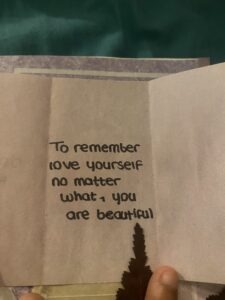 To remember
love yourself
no matter
what, you
are beautiful